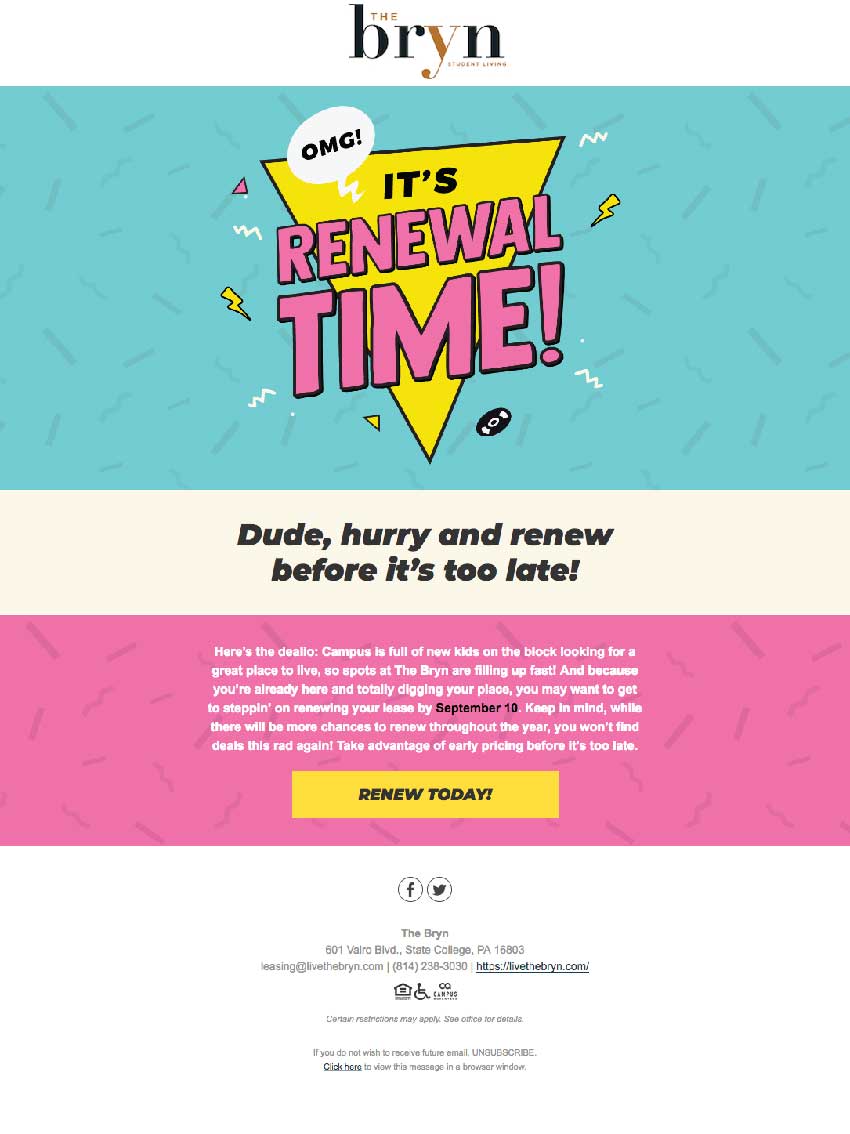 THE
bryn
STUDENT LIVING
OMG!
IT'S
RENEWAL
TIME!
Dude, hurry and renew
before it's too late!
Here's the dealio: Campus is full of new kids on the block looking for a
great place to live, so spots at The Bryn are filling up fast! And because
you're already here and totally digging your place, you may want to get
to steppin' on renewing your lease by September 10. Keep in mind, while
there will be more chances to renew throughout the year, you won't find
deals this rad again! Take advantage of early pricing before it's too late.
RENEW TODAY!
The Bryn
601 Vairo Blvd., State College, PA 16803
leasing@livethebryn.com | (814) 238-3030 | https://livethebryn.com/
CAMPUS
Certain restrictions may apply. See office for details.
If you do not wish to receive future email, UNSUBSCRIBE.
Click here to view this message in a browser window.